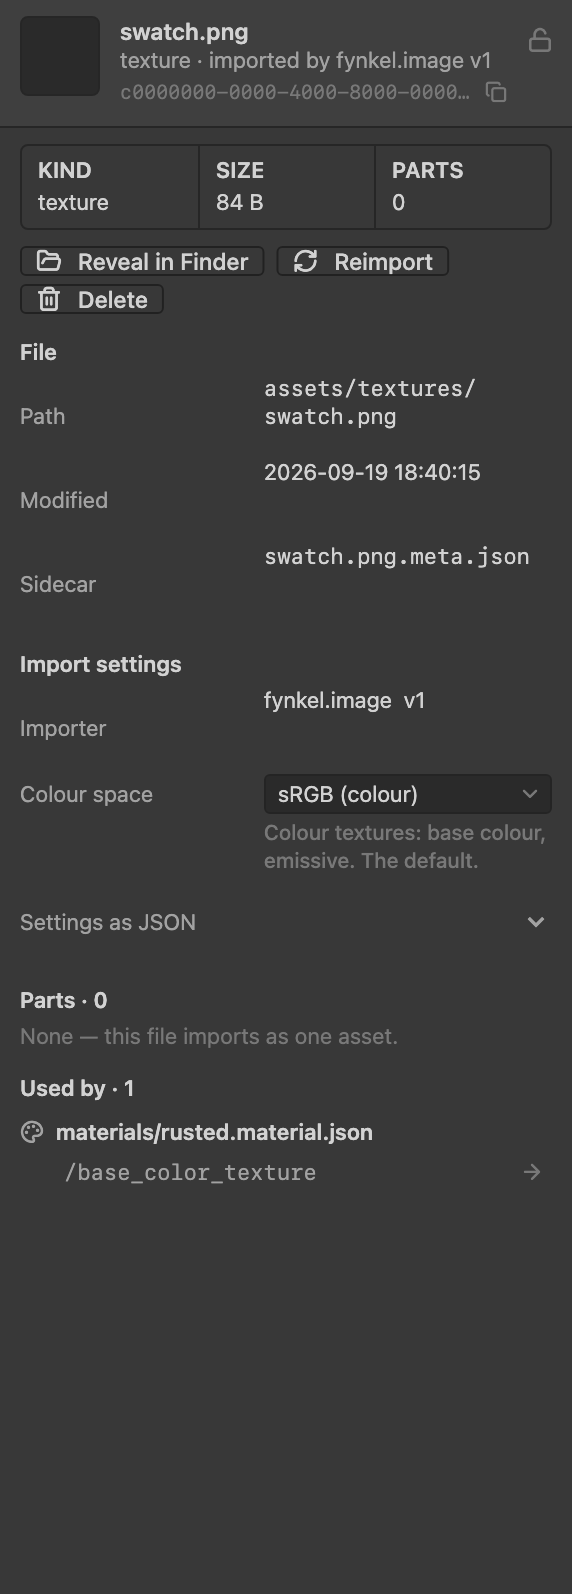 swatch.png
texture · imported by fynkel.image v1
c0000000-0000-4000-8000-0000…
KIND
texture
SIZE
84 B
PARTS
0
Reveal in Finder
Reimport
Delete
File
Path
assets/textures/
swatch.png
Modified
2026-09-19 18:40:15
Sidecar
swatch.png.meta.json
Import settings
Importer
fynkel.image v1
Colour space
sRGB (colour)
Colour textures: base colour,
emissive. The default.
Settings as JSON
Parts · 0
None — this file imports as one asset.
Used by · 1
materials/rusted.material.json
/base_color_texture